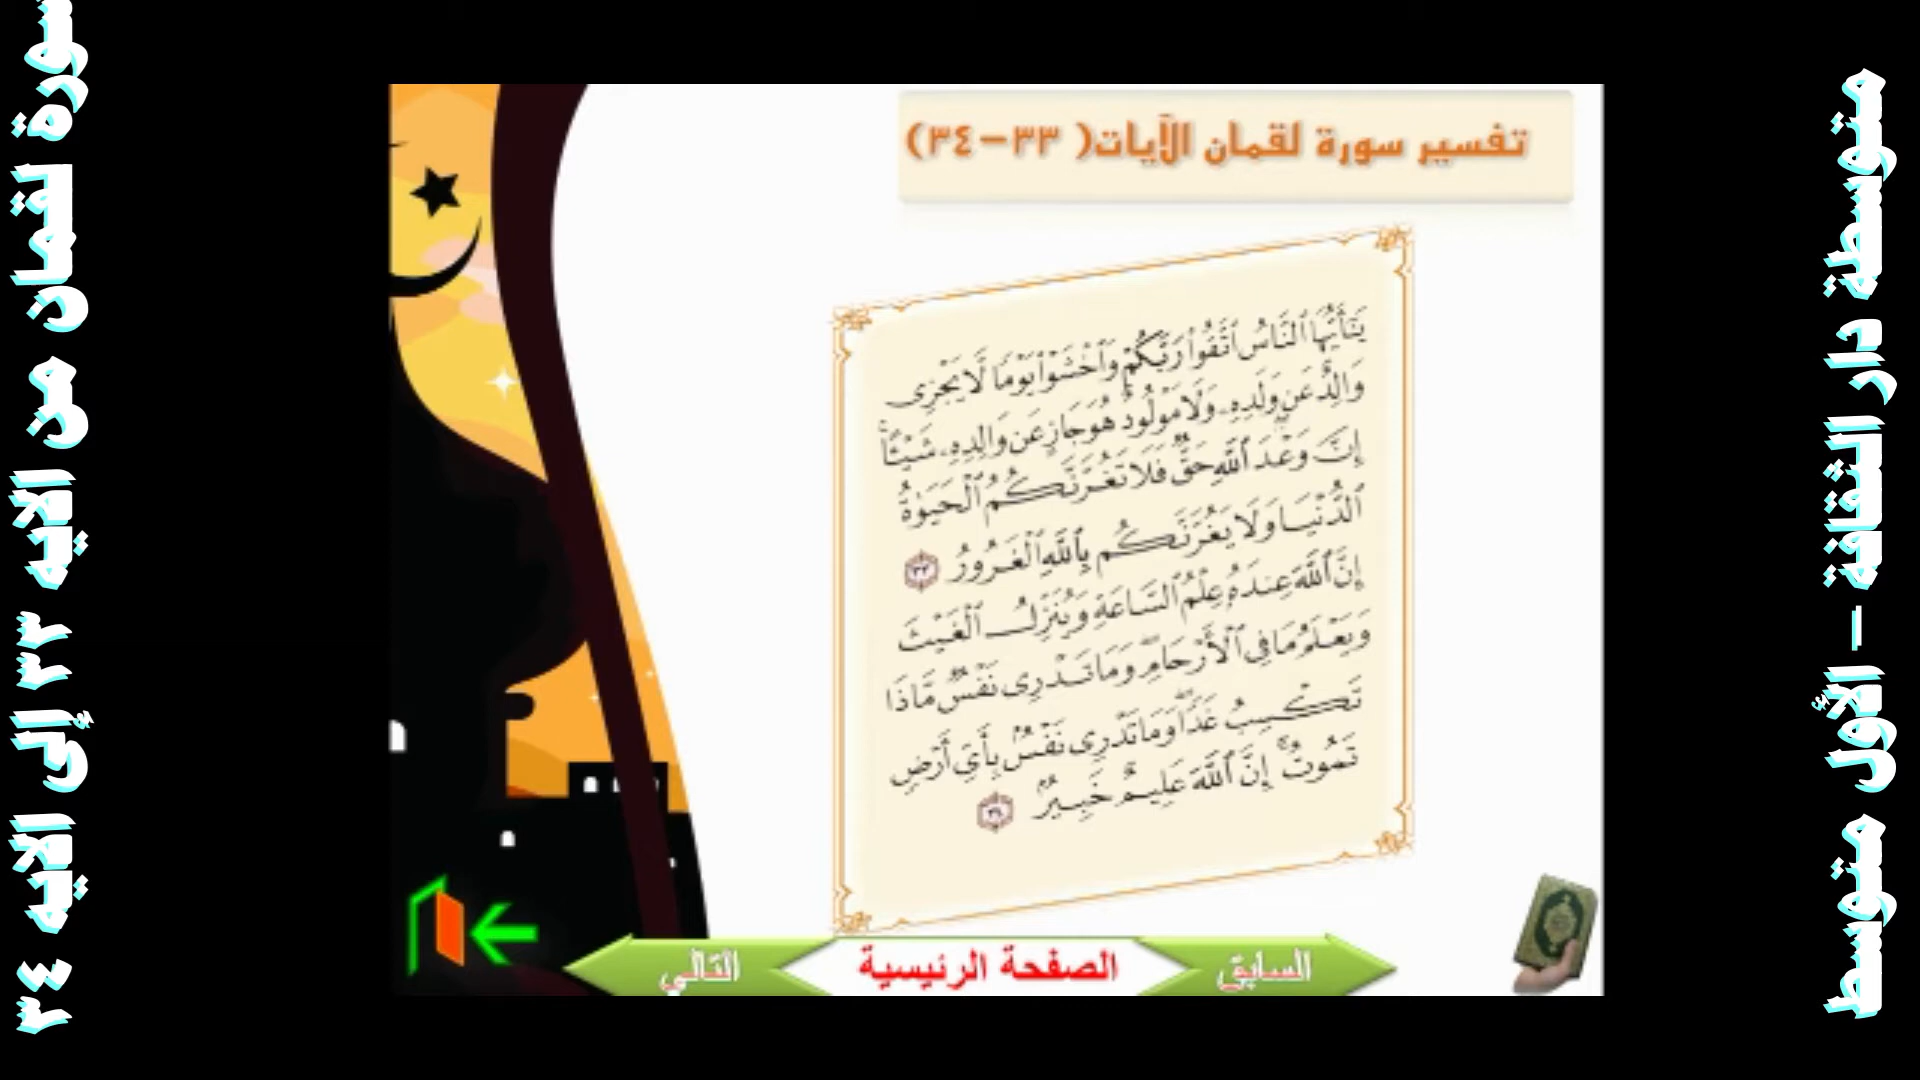 تفسير سورة لقمان الآيات( ٣٣-٣٤)
يَٰٓأَيُّهَا ٱلنَّاسُ ٱتَّقُوا۟ رَبَّكُمْ وَٱخْشَوْا۟ يَوْمًا لَّا يَجْزِى
وَالِدٌ عَن وَلَدِهِۦ وَلَا مَوْلُودٌ هُوَ جَازٍ عَن وَالِدِهِۦ شَيْـًٔا ۚ
إِنَّ وَعْدَ ٱللَّهِ حَقٌّ ۖ فَلَا تَغُرَّنَّكُمُ ٱلْحَيَوٰةُ
ٱلدُّنْيَا وَلَا يَغُرَّنَّكُم بِٱللَّهِ ٱلْغَرُورُ ٣٣
إِنَّ ٱللَّهَ عِندَهُۥ عِلْمُ ٱلسَّاعَةِ وَيُنَزِّلُ ٱلْغَيْثَ
وَيَعْلَمُ مَا فِى ٱلْأَرْحَامِ ۖ وَمَا تَدْرِى نَفْسٌ مَّاذَا
تَكْسِبُ غَدًا ۖ وَمَا تَدْرِى نَفْسٌۢ بِأَىِّ أَرْضٍ
تَمُوتُ ۚ إِنَّ ٱللَّهَ عَلِيمٌ خَبِيرٌۢ ٣٤
السابق
الصفحة الرئيسية
التالي
متوسطة دار الثقافة – الأول متوسط
سورة لقمان من الايه ٣٣ إلى الايه ٣٤